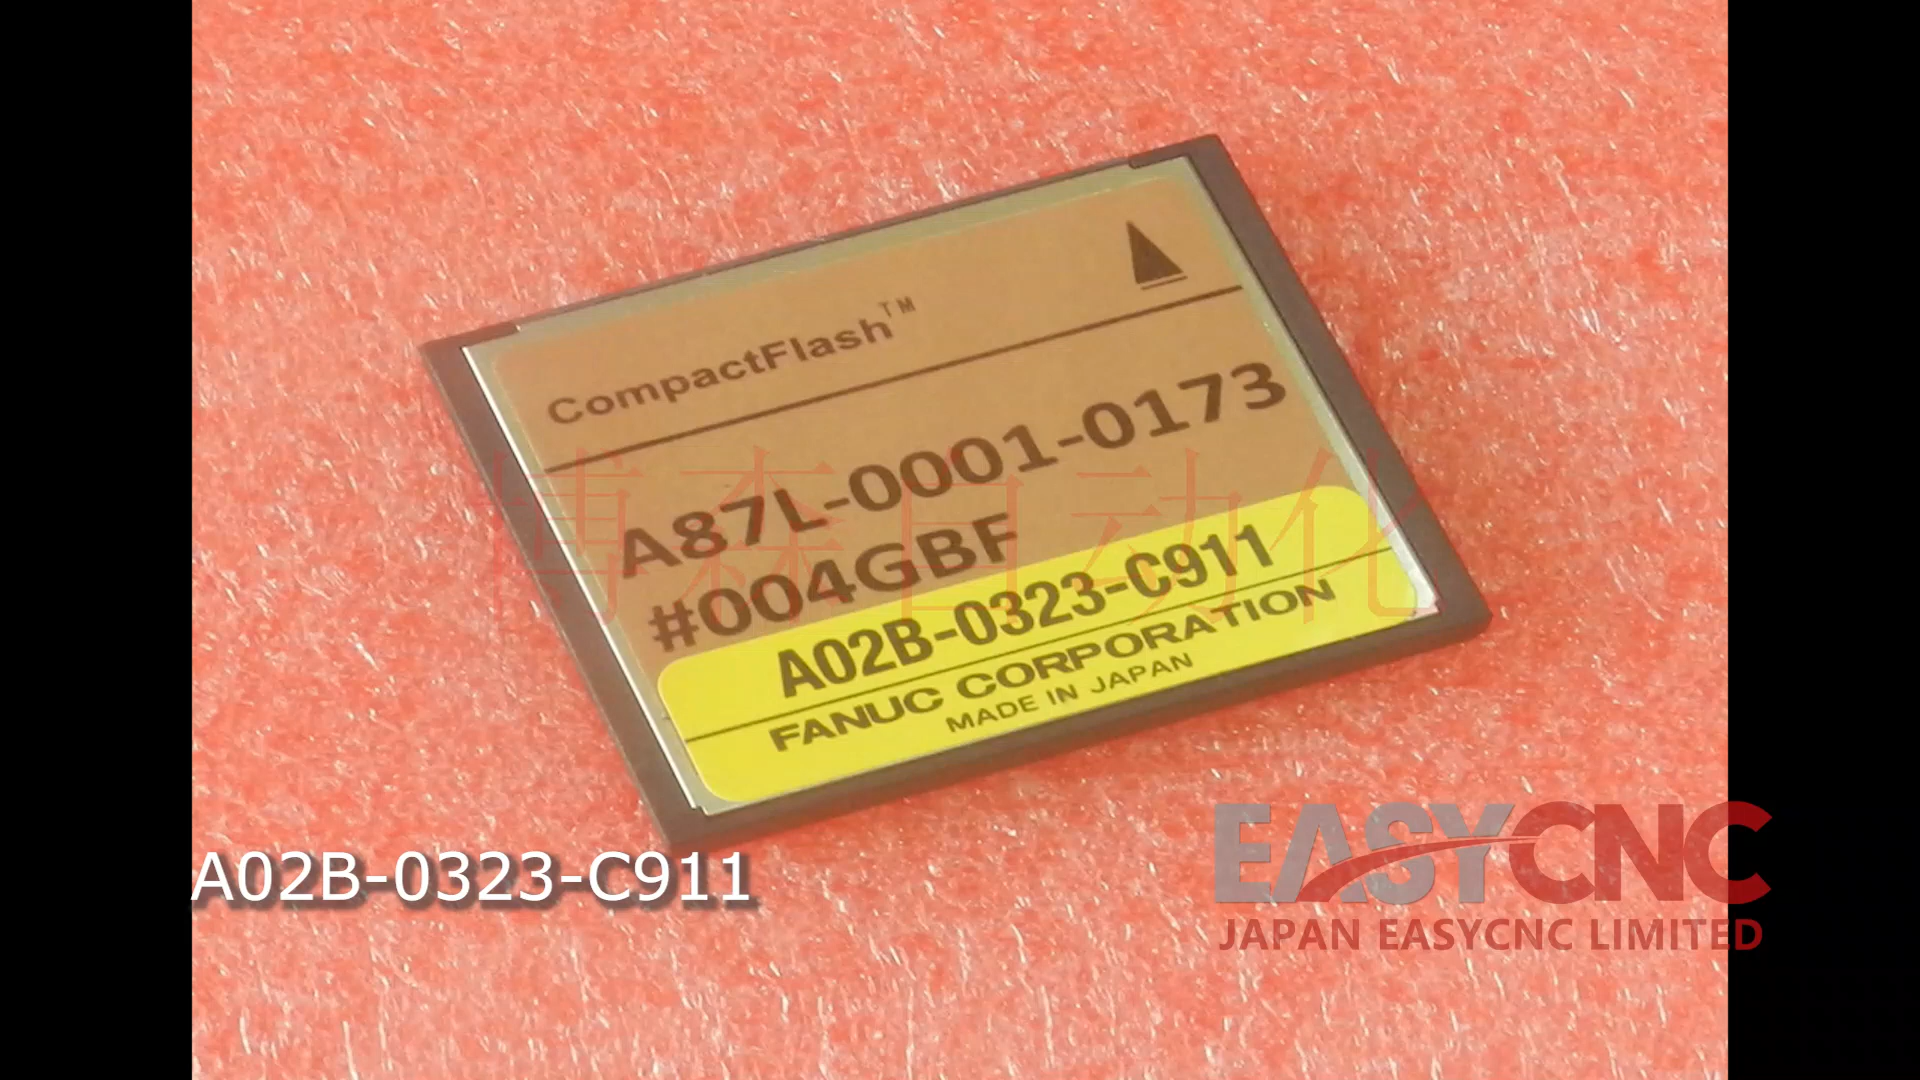 CompactFlash™
A87L-0001-0173
#004GBF
博森自动化
A02B-0323-C911
FANUC CORPORATION
MADE IN JAPAN
A02B-0323-C911
EASYCNC
JAPAN EASYCNC LIMITED